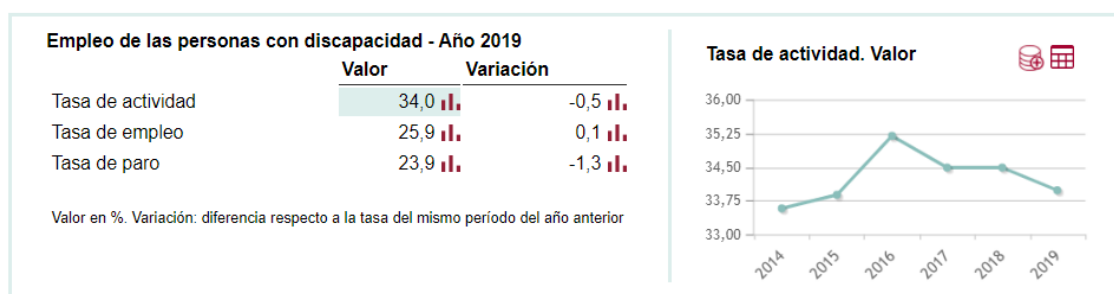 Empleo de las personas con discapacidad - Año 2019
Valor Variación
Tasa de actividad 34,0 -0,5
Tasa de empleo 25,9 0,1
Tasa de paro 23,9 -1,3
Valor en %. Variación: diferencia respecto a la tasa del mismo período del año anterior
Tasa de actividad. Valor
36,00
35,25
34,50
33,75
33,00
2014 2015 2016 2017 2018 2019